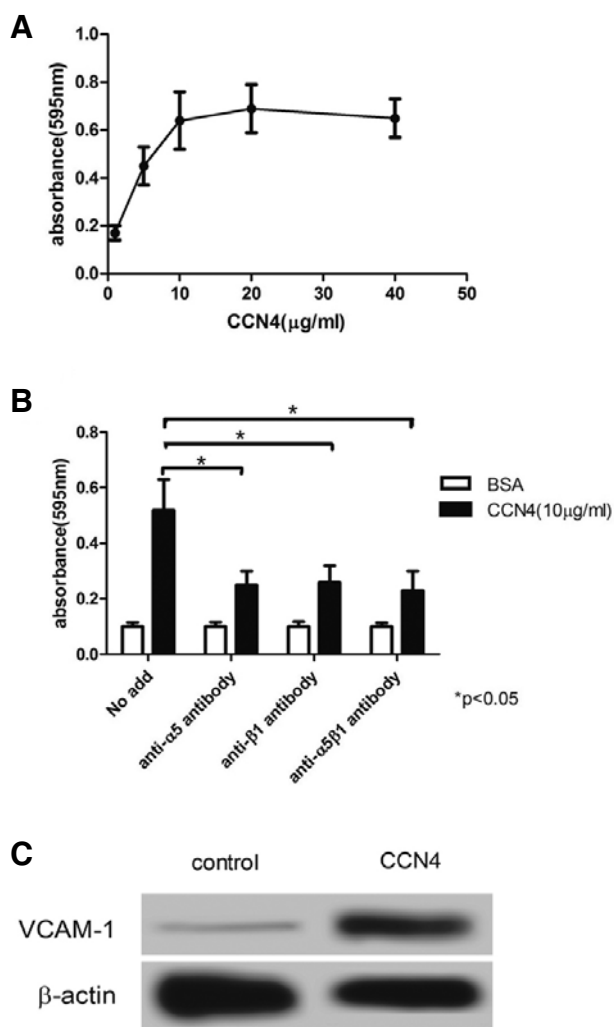 A
absorbance(595nm)
1.0
0.8
0.6
0.4
0.2
0.0
0 10 20 30 40 50
CCN4(μg/ml)
B
absorbance(595nm)
0.8
0.6
0.4
0.2
0.0
*
*
*
BSA
CCN4(10μg/ml)
No add
anti-α5 antibody
anti-β1 antibody
anti-α5β1 antibody
*p<0.05
C
control CCN4
VCAM-1
β-actin